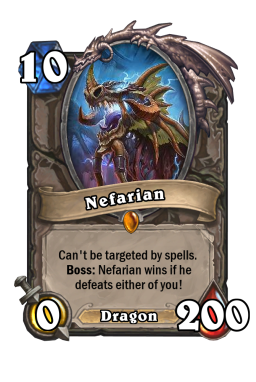 10
Nefarian
Can't be targeted by spells.
Boss: Nefarian wins if he
defeats either of you!
0
Dragon
200